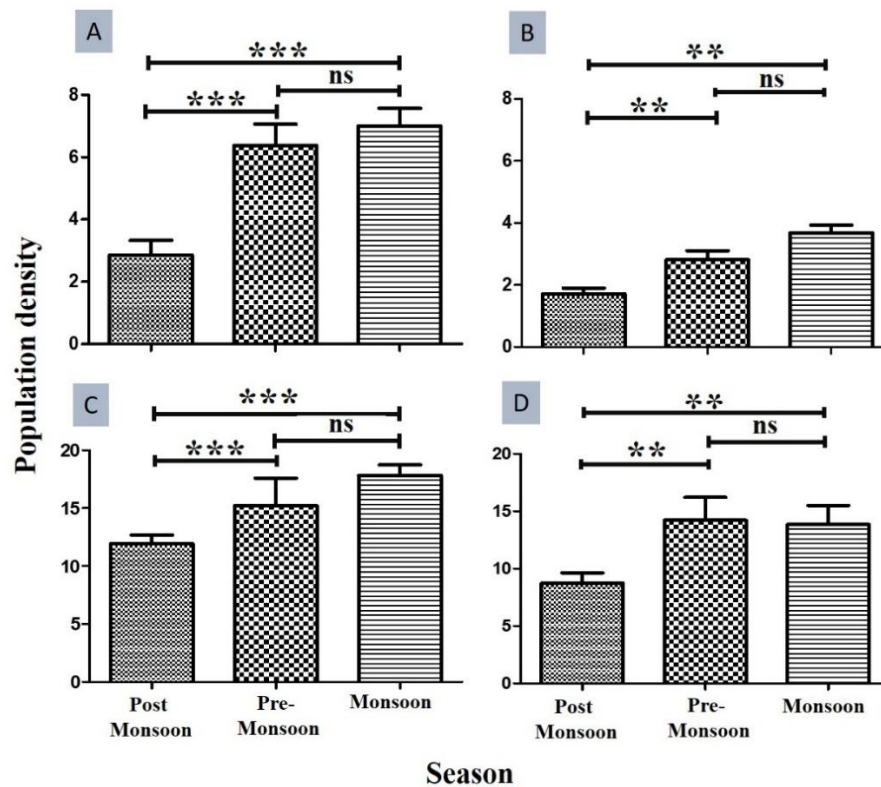 A
***
***
ns
8
6
4
2
0
B
**
**
ns
8
6
4
2
0
Population density
C
***
***
ns
20
15
10
5
0
Post Monsoon
Pre-Monsoon
Monsoon
D
**
**
ns
20
15
10
5
0
Post Monsoon
Pre-Monsoon
Monsoon
Season